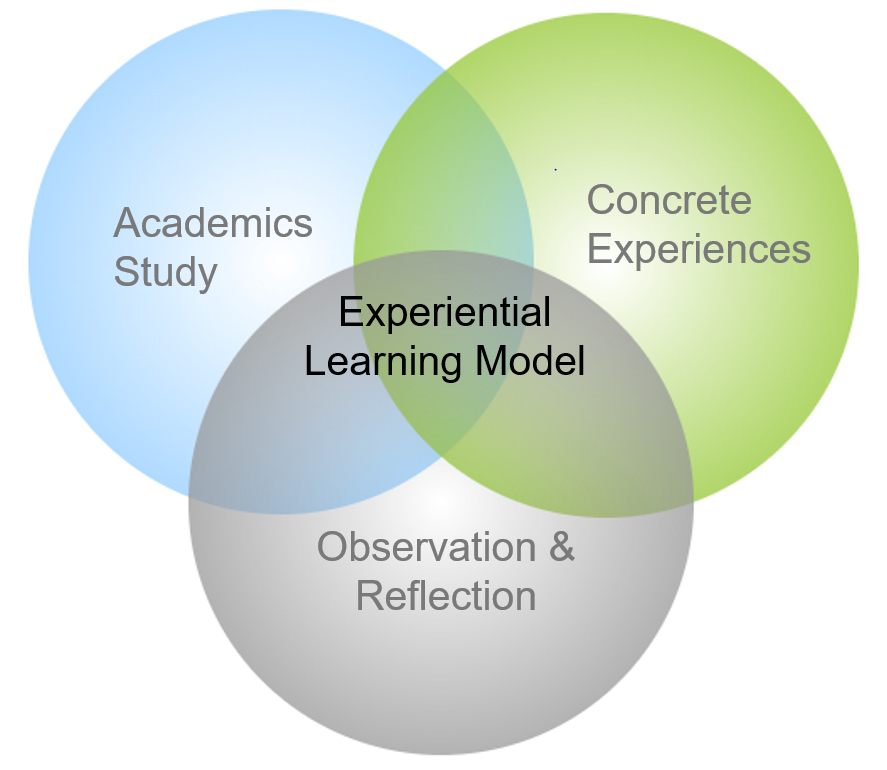 Academics
Study
Concrete
Experiences
Experiential
Learning Model
Observation &
Reflection